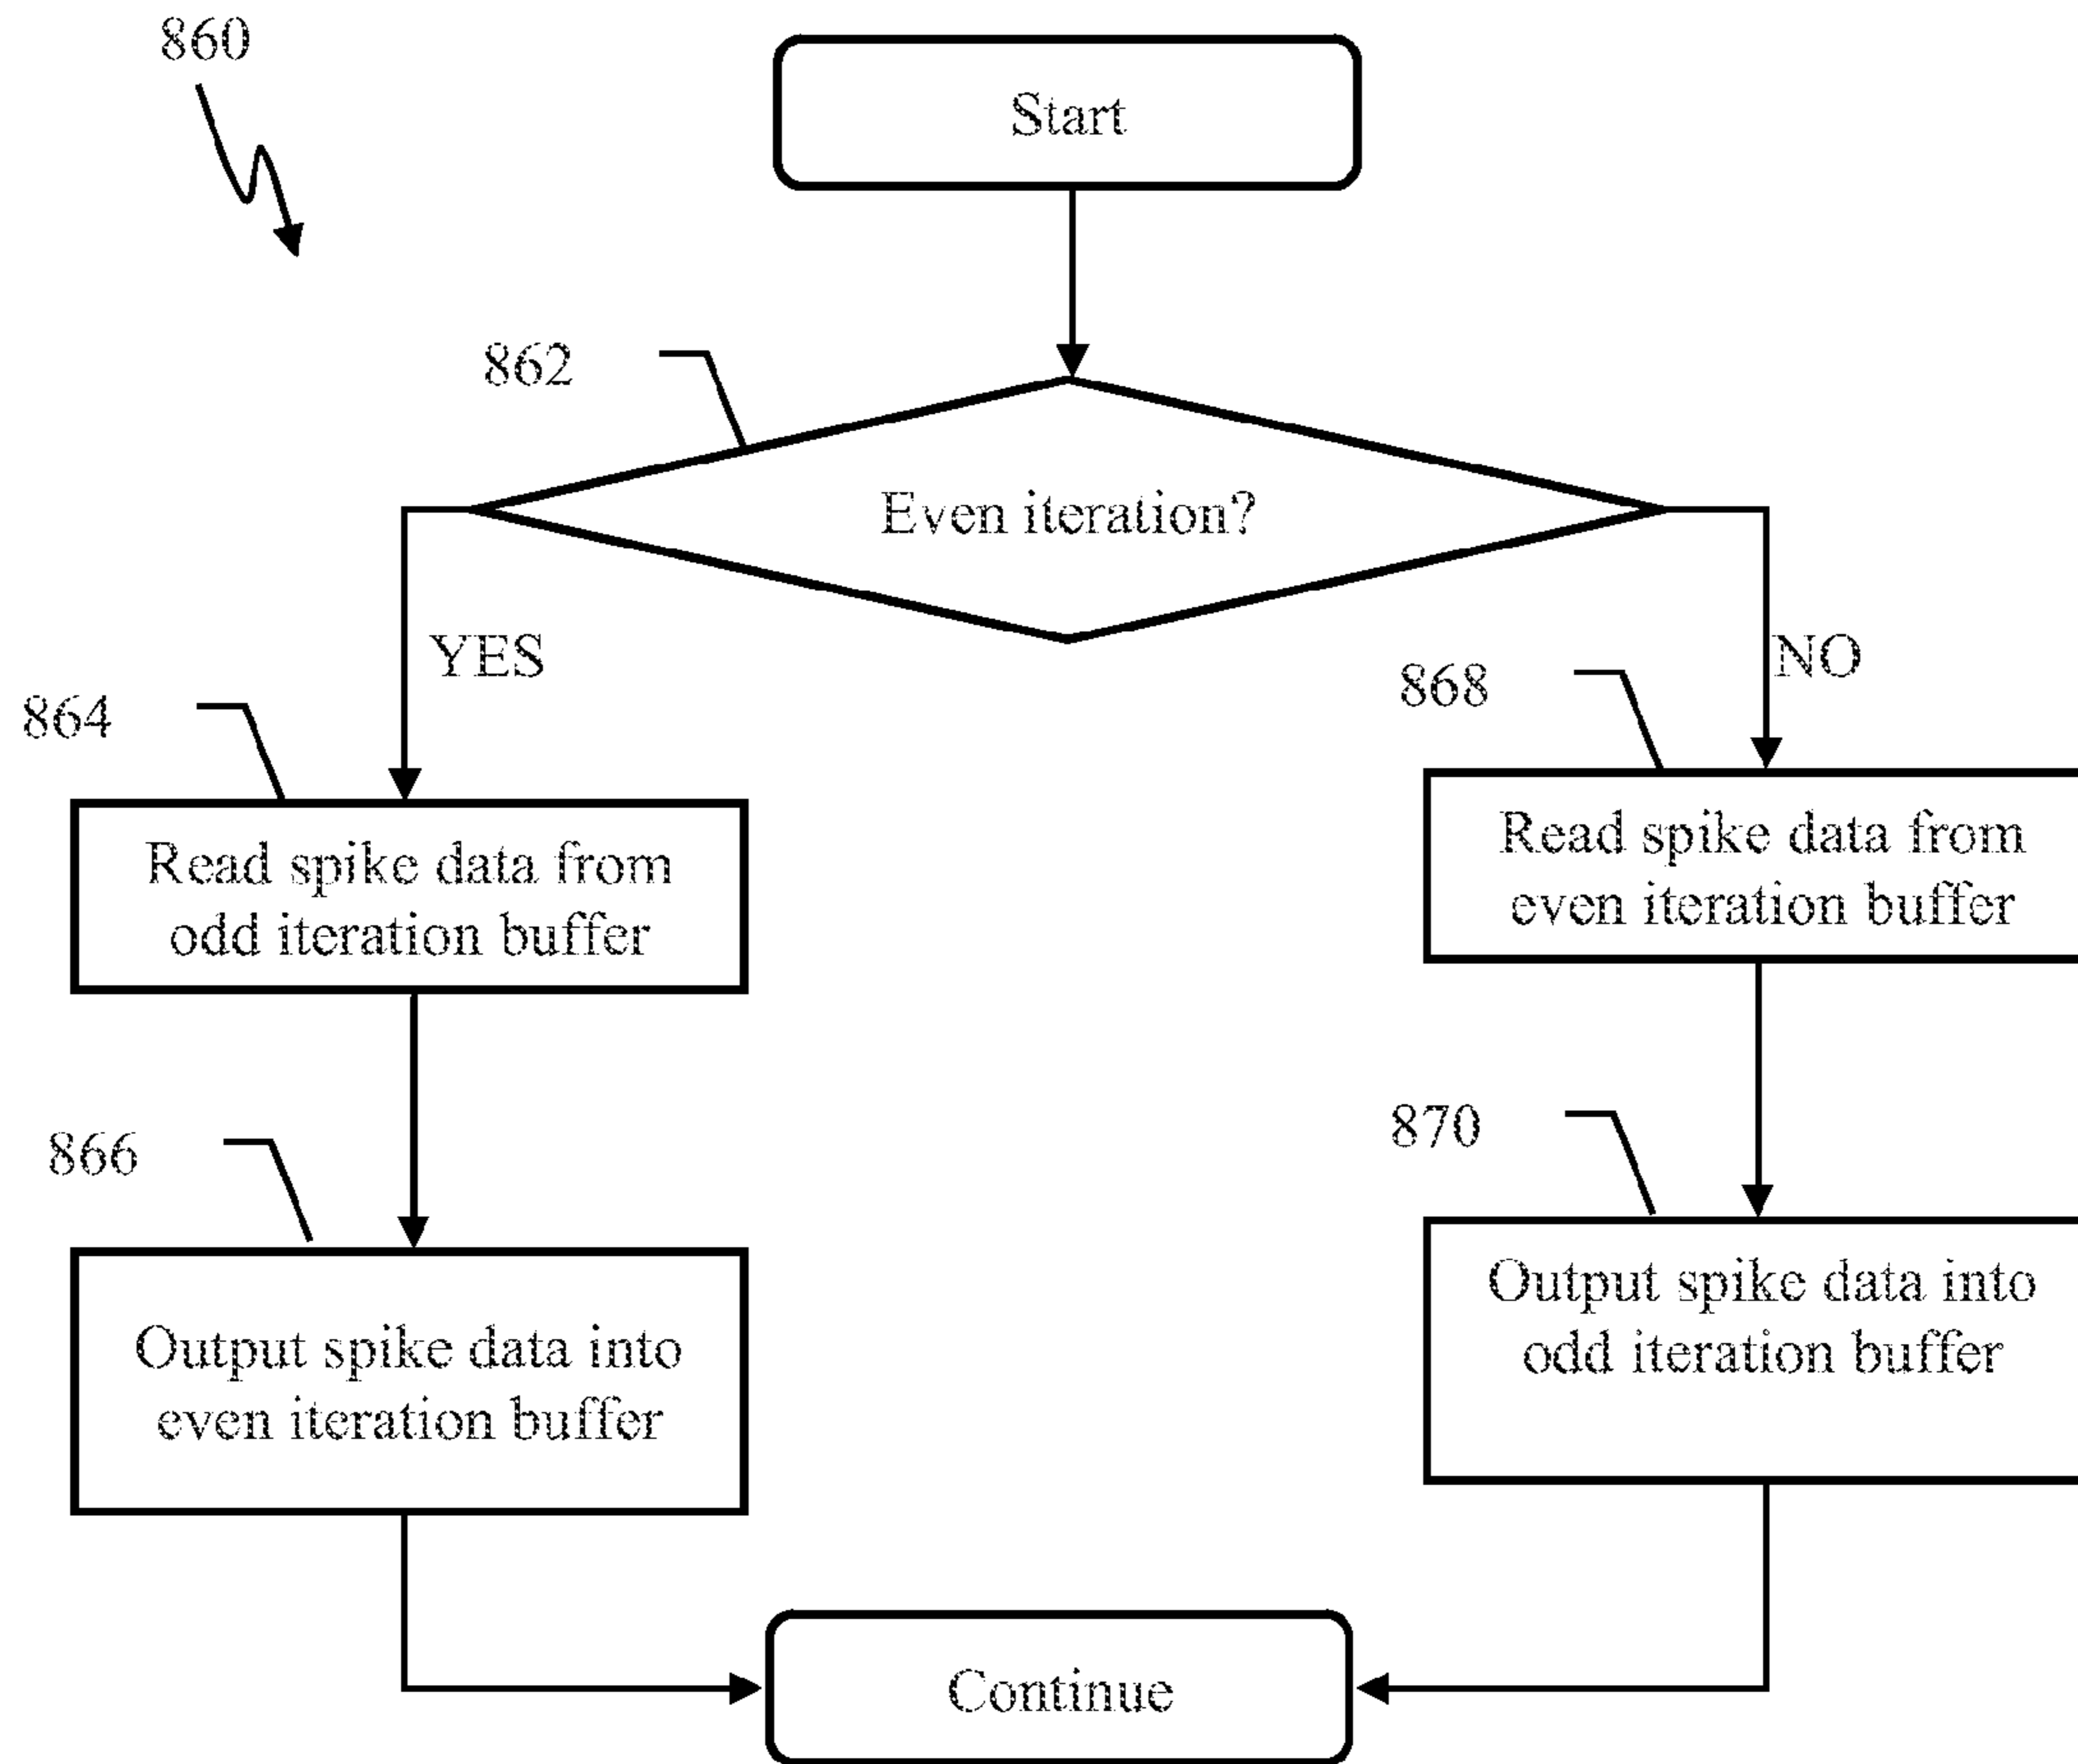 860
Start
862
Even iteration?
YES
NO
864
868
Read spike data from
odd iteration buffer
Read spike data from
even iteration buffer
866
870
Output spike data into
even iteration buffer
Output spike data into
odd iteration buffer
Continue